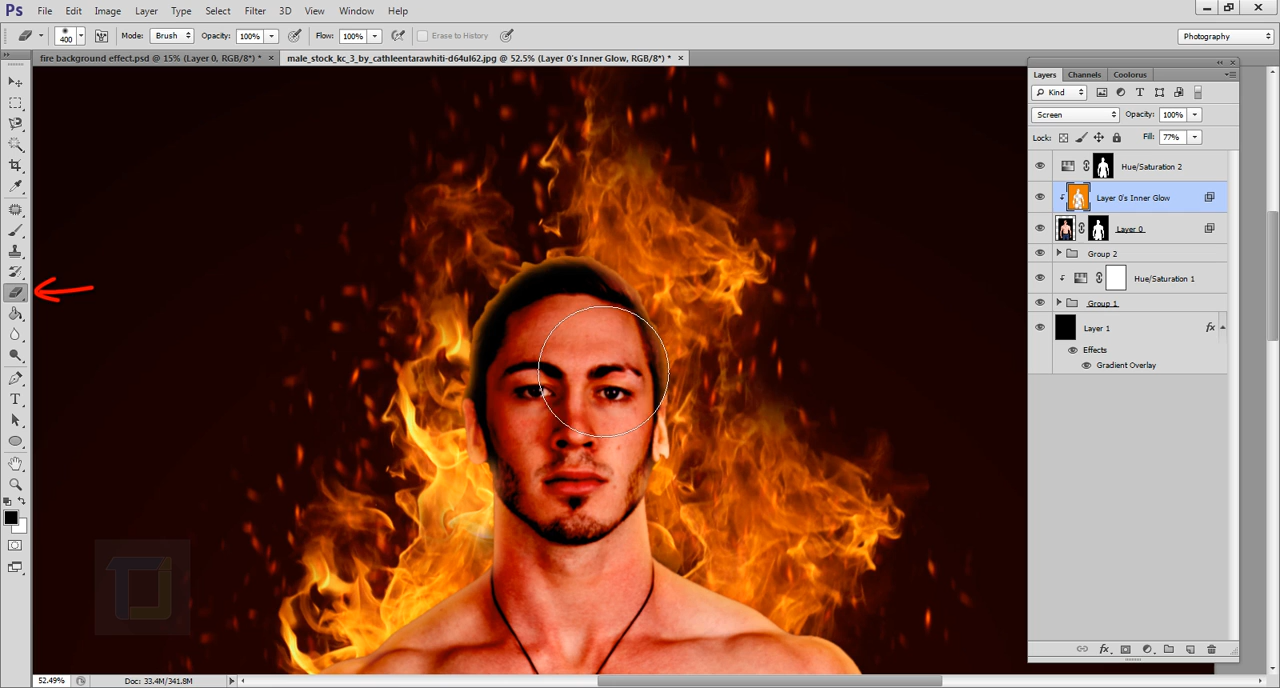 Ps File Edit Image Layer Type Select Filter 3D View Window Help
400 Mode: Brush Opacity: 100% Flow: 100% Erase to History Photography
fire background effect.psd @ 15% (Layer 0, RGB/8*) * × male_stock_kc_3_by_cathleentarawhiti-d64ul62.jpg @ 52.5% (Layer 0's Inner Glow, RGB/8*) * ×
Layers Channels Coolorus
Kind
Screen Opacity: 100%
Lock: Fill: 77%
Hue/Saturation 2
Layer 0's Inner Glow
Layer 0
Group 2
Hue/Saturation 1
Group 1
Layer 1 fx
Effects
Gradient Overlay
fx
52.49% Doc: 33.4M/341.8M